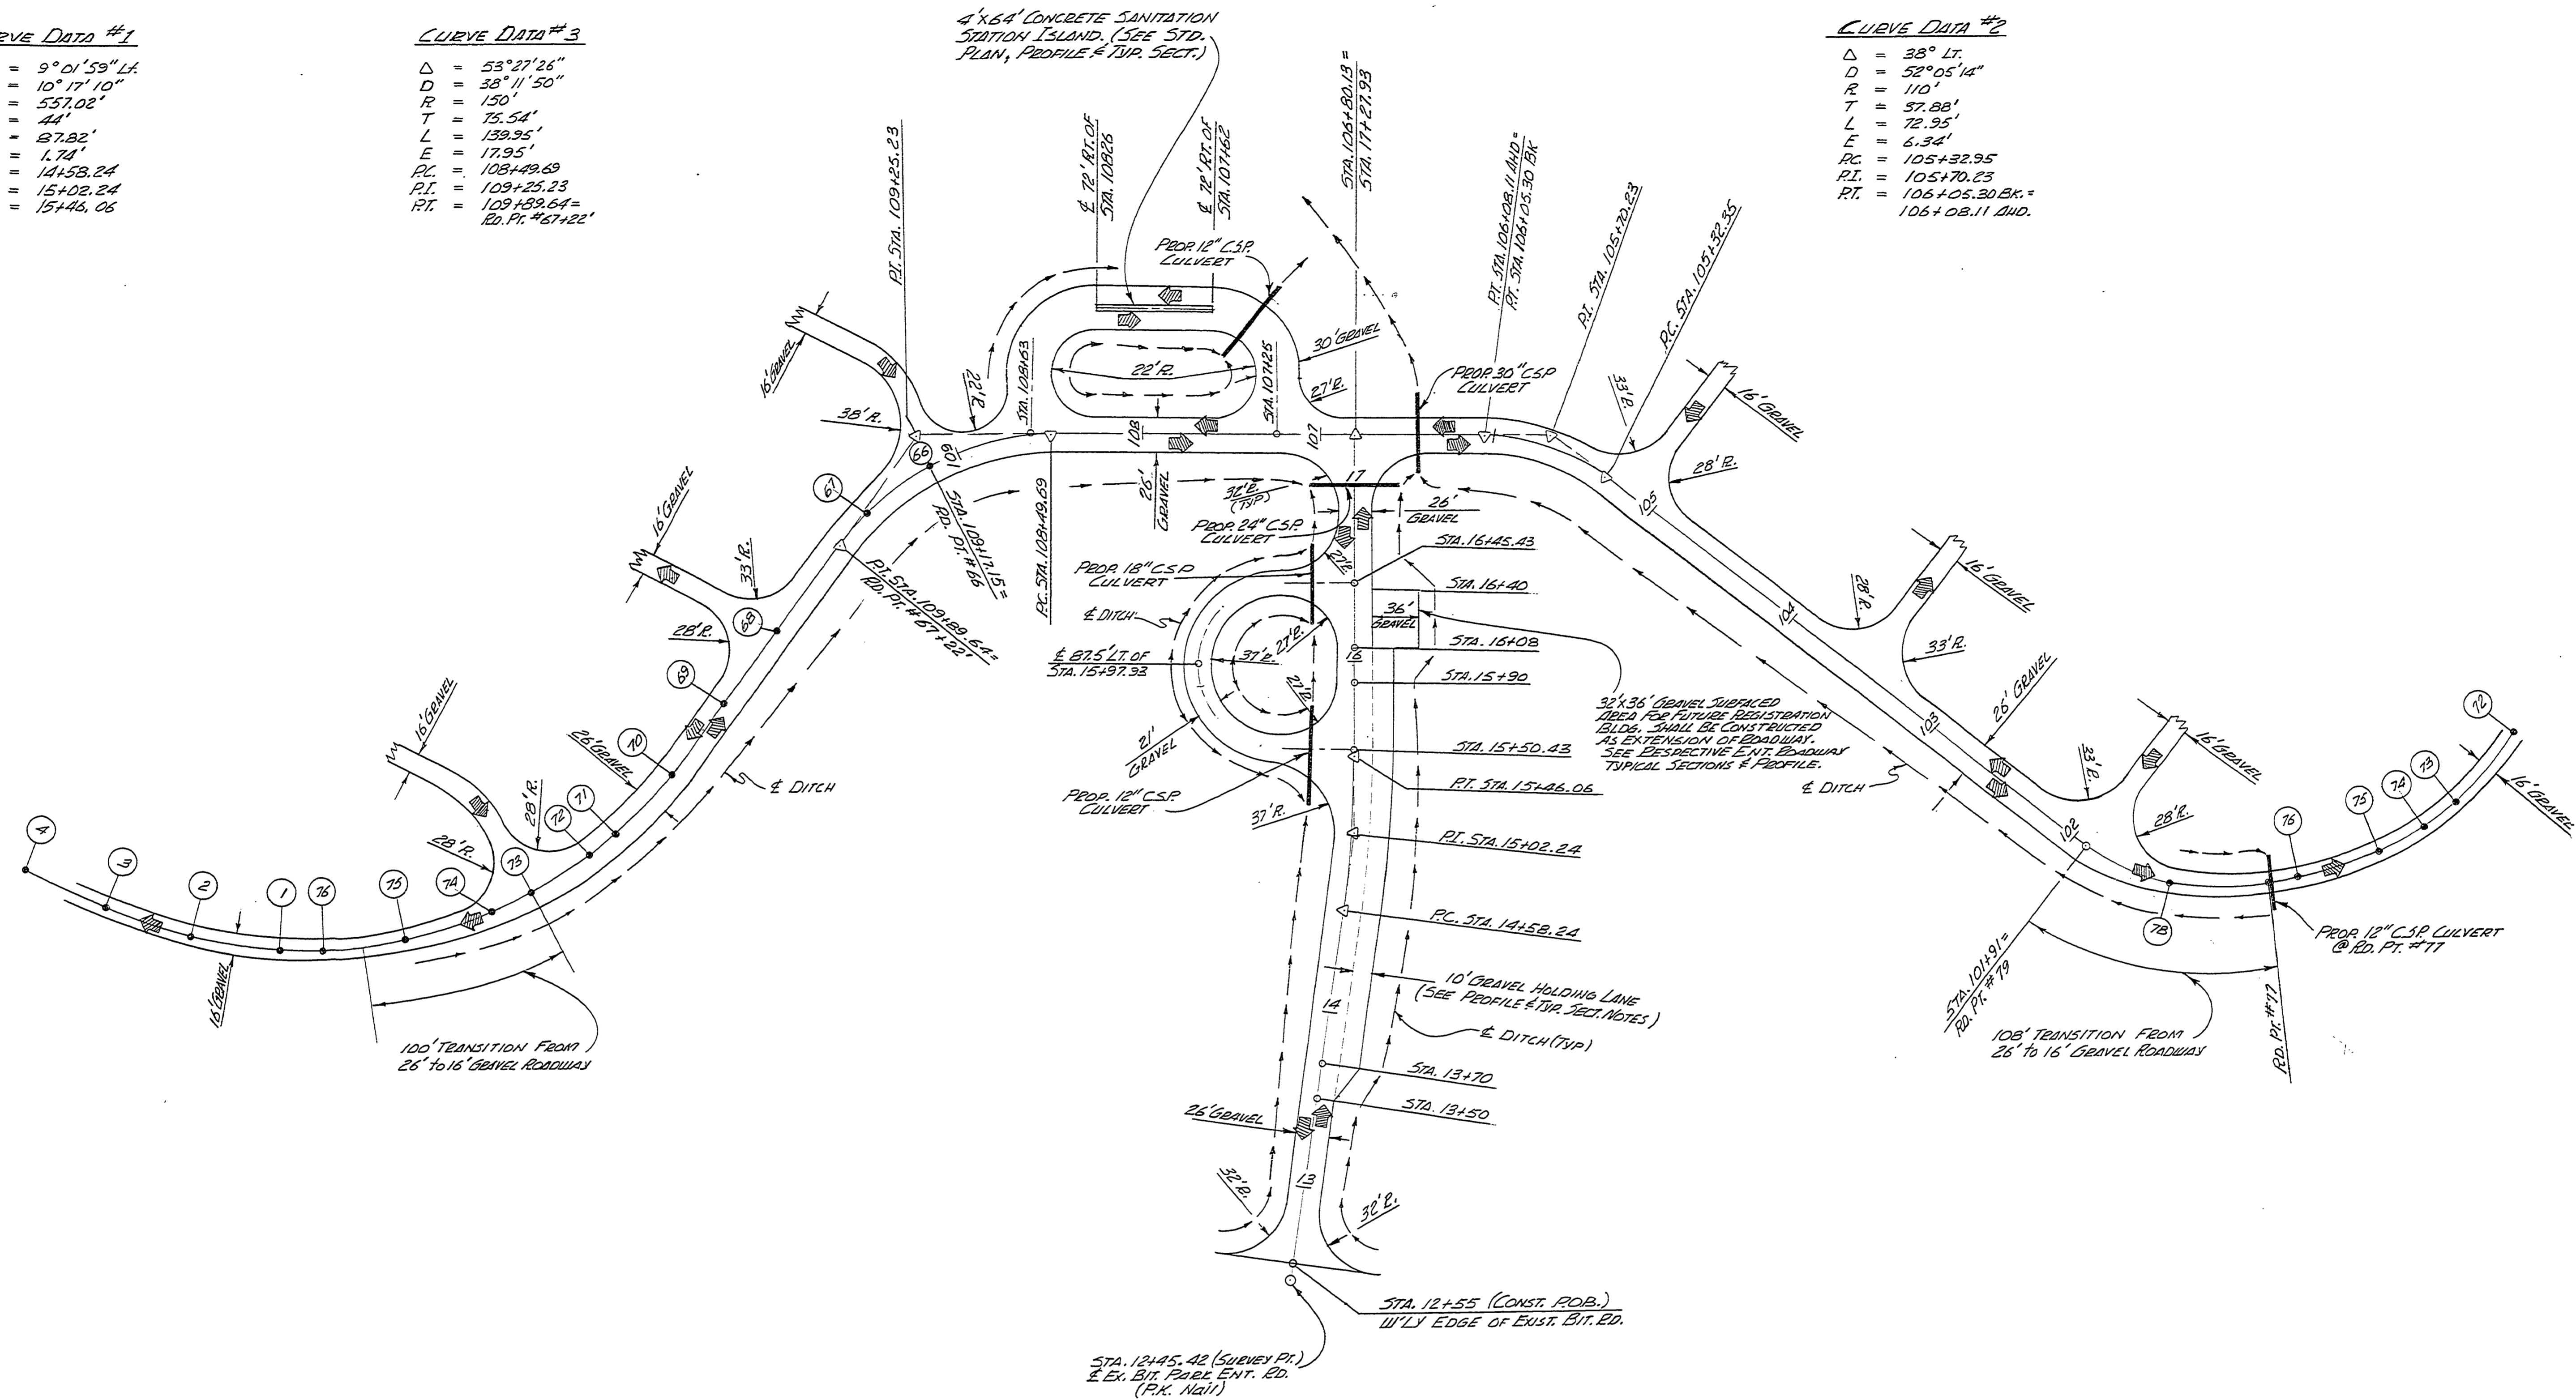 RVE DATA #1
= 9°01'59" Lt.
= 10°17'10"
= 557.02'
= 44'
= 87.82'
= 1.74'
= 14+58.24
= 15+02.24
= 15+46.06
CURVE DATA #3
Δ = 53°27'26"
D = 38°11'50"
R = 150'
T = 75.54'
L = 139.95'
E = 17.95'
P.C. = 108+49.69
P.I. = 109+25.23
P.T. = 109+89.64=
RD. PT. #67+22'
4'X64' CONCRETE SANITATION
STATION ISLAND. (SEE STD.
PLAN, PROFILE & TYP. SECT.)
CURVE DATA #2
Δ = 38° LT.
D = 52°05'14"
R = 110'
T = 37.88'
L = 72.95'
E = 6.34'
P.C. = 105+32.95
P.I. = 105+70.23
P.T. = 106+05.30 BK.=
106+08.11 AHD.
P.I. STA. 109+25.23
℄ 72' RT. OF
STA. 10826
℄ 72' RT. OF
STA. 107+62
STA. 106+80.13=
STA. 17+27.93
P.T. STA. 106+08.11 AHD=
P.T. STA. 106+05.30 BK
P.I. STA. 105+70.23
P.C. STA. 105+32.35
PROP. 12" C.S.P.
CULVERT
30' GRAVEL
27' R.
PROP. 30" CSP
CULVERT
33' R.
16' GRAVEL
28' R.
16' GRAVEL
38' R.
22' R.
STA. 108+63
22' R.
STA. 107+25
108
107
109
66
67
STA. 109+17.15=
RD. PT. #66
P.C. STA. 108+49.69
26'
GRAVEL
32' R.
(TYP)
17
PROP. 24" C.S.P.
CULVERT
26'
GRAVEL
105
16' GRAVEL
33' R.
28' R.
68
69
P.T. STA. 109+89.64=
RD. PT. #67+22'
PROP. 18" C.S.P.
CULVERT
27' R.
℄ DITCH
STA. 16+45.43
STA. 16+40
36'
GRAVEL
STA. 16+08
16
STA. 15+90
27' R.
37' R.
27' R.
℄ 87.5' LT. OF
STA. 15+97.93
21'
GRAVEL
PROP. 12" C.S.P.
CULVERT
37' R.
STA. 15+50.43
P.T. STA. 15+46.06
P.I. STA. 15+02.24
P.C. STA. 14+58.24
32'X36' GRAVEL SURFACED
AREA FOR FUTURE REGISTRATION
BLDG. SHALL BE CONSTRUCTED
AS EXTENSION OF ROADWAY.
SEE RESPECTIVE ENT. ROADWAY
TYPICAL SECTIONS & PROFILE.
104
28' R.
16' GRAVEL
33' R.
26' GRAVEL
103
℄ DITCH
33' R.
16' GRAVEL
28' R.
102
72
73
74
75
76
16' GRAVEL
78
PROP. 12" C.S.P. CULVERT
@ RD. PT. #77
RD. PT. #77
STA. 101+91=
RD. PT. #79
108' TRANSITION FROM
26' to 16' GRAVEL ROADWAY
16' GRAVEL
26' GRAVEL
70
71
72
28' R.
28' R.
73
74
75
76
1
2
3
4
℄ DITCH
16' GRAVEL
100' TRANSITION FROM
26' to 16' GRAVEL ROADWAY
14
10' GRAVEL HOLDING LANE
(SEE PROFILE & TYP. SECT. NOTES)
℄ DITCH (TYP)
STA. 13+70
STA. 13+50
26' GRAVEL
13
32' R.
32' R.
STA. 12+55 (CONST. P.O.B.)
W'LY EDGE OF EXIST. BIT. RD.
STA. 12+45.42 (SURVEY PT.)
℄ EX. BIT. PARK ENT. RD.
(P.K. Nail)